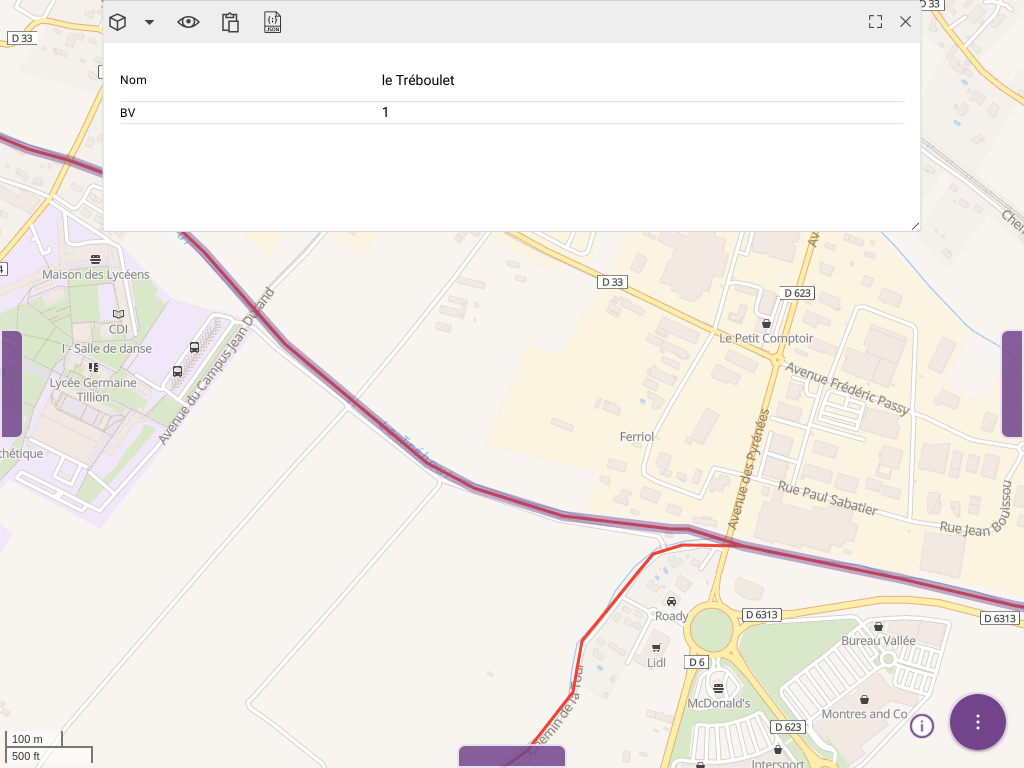 D 33
D 33
JSON
Nom le Tréboulet
BV 1
Maison des Lycéens
CDI
I - Salle de danse
Lycée Germaine
Tillion
Avenue du Campus Jean Durand
D 33
D 623
Le Petit Comptoir
Avenue Frédéric Passy
Ferriol
Avenue des Pyrénées
Rue Paul Sabatier
Rue Jean Bouissou
Roady
D 6313
D 6313
Bureau Vallée
Lidl
D 6
McDonald's
Montres and Co
D 623
Intersport
Chemin de la Tour
100 m
500 ft